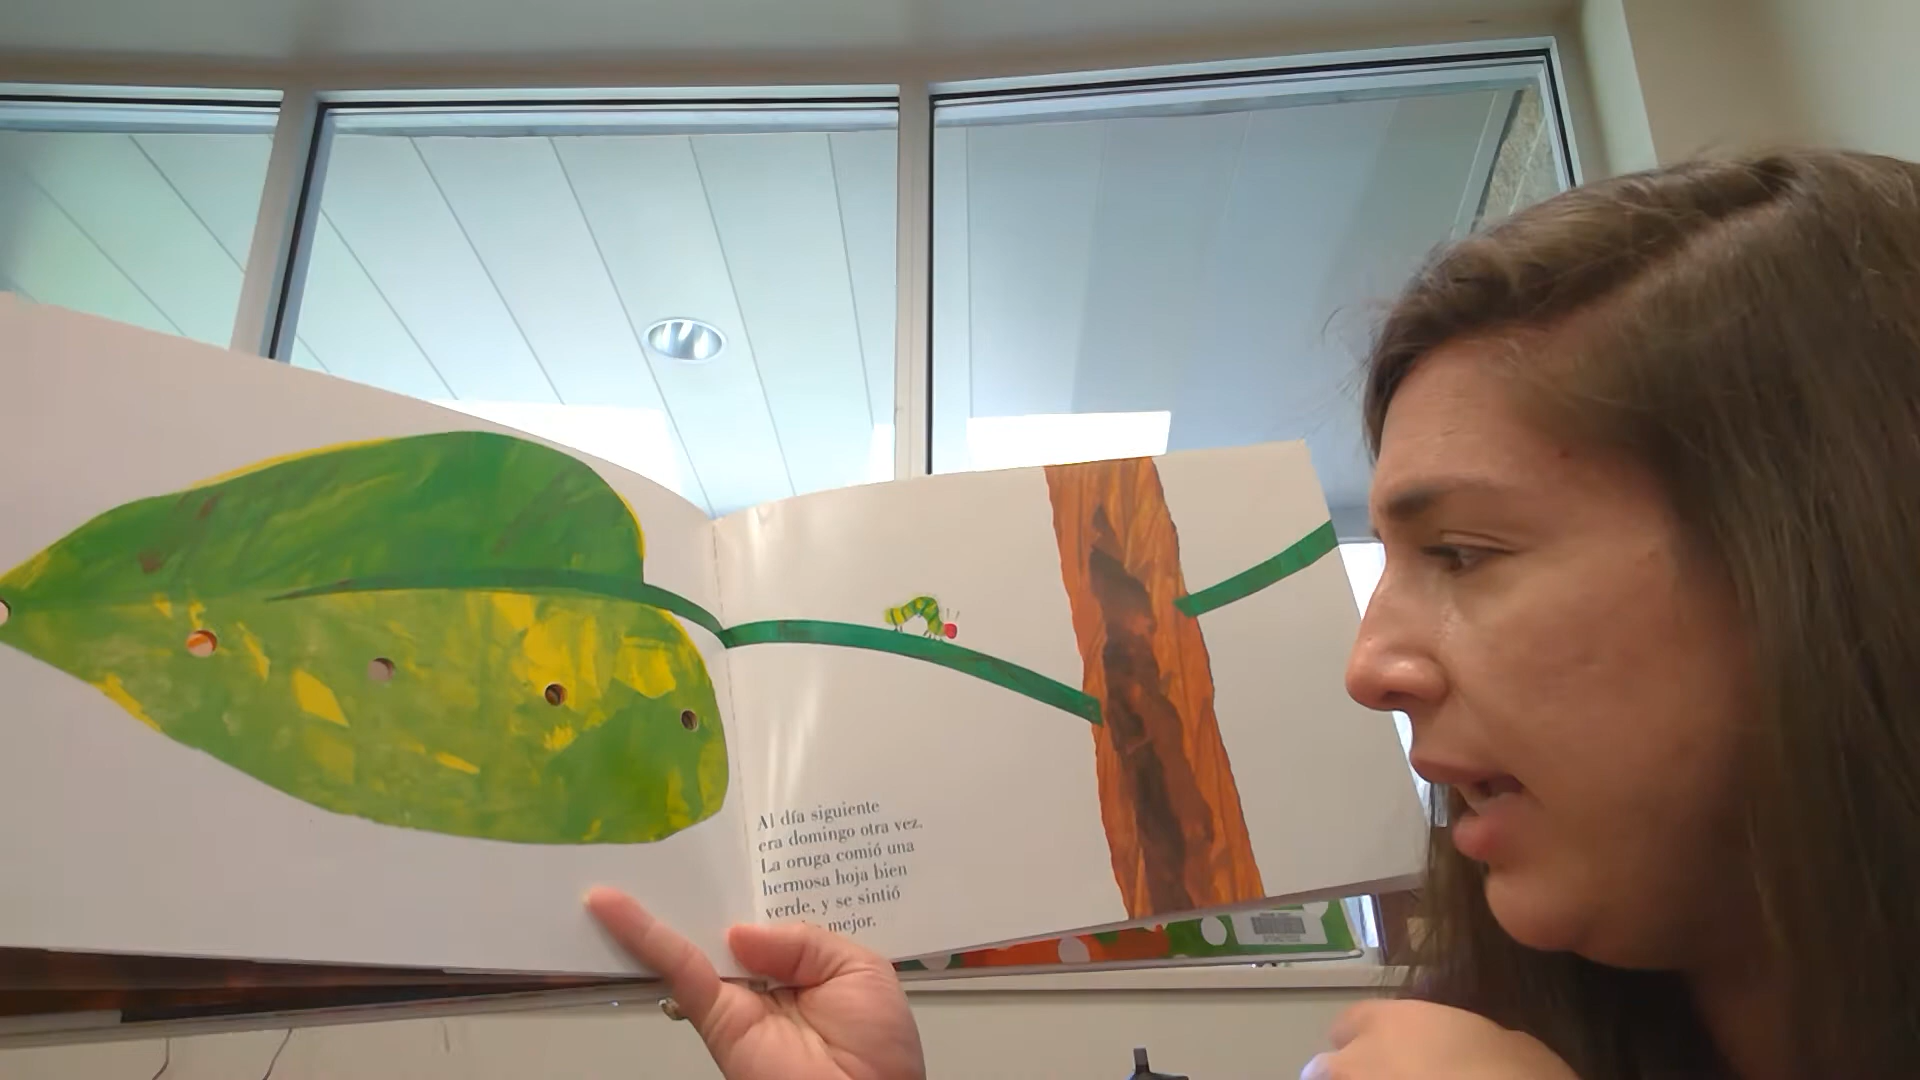 Al día siguiente
era domingo otra vez.
La oruga comió una
hermosa hoja bien
verde, y se sintió
mejor.